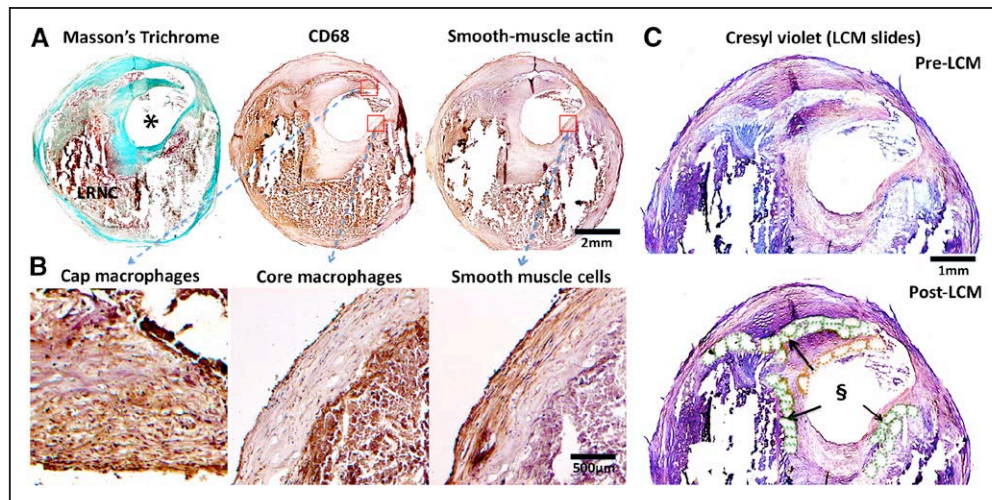 A
Masson's Trichrome
CD68
Smooth-muscle actin
*
LRNC
2mm
B
Cap macrophages
Core macrophages
Smooth muscle cells
500µm
C
Cresyl violet (LCM slides)
Pre-LCM
1mm
Post-LCM
§